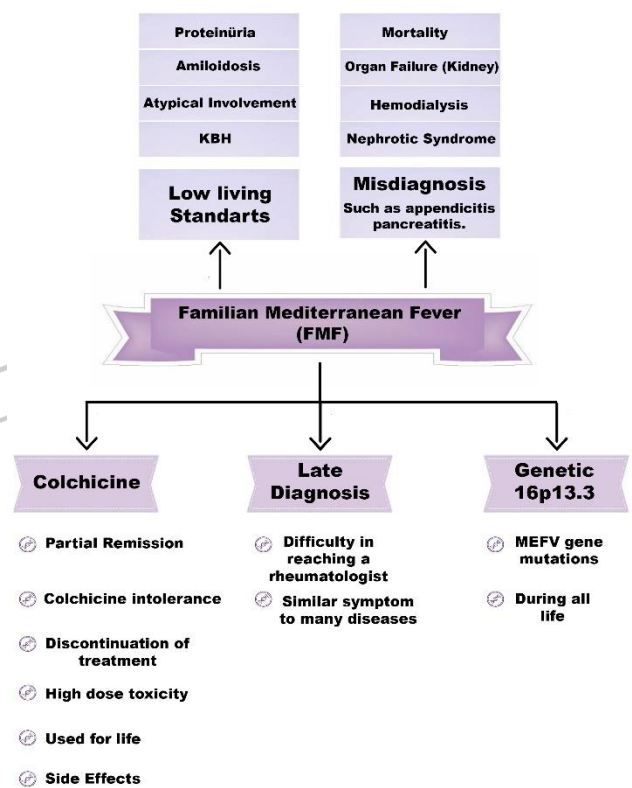 Proteinüria
Amiloidosis
Atypical Involvement
KBH
Low living
Standarts
Mortality
Organ Failure (Kidney)
Hemodialysis
Nephrotic Syndrome
Misdiagnosis
Such as appendicitis
pancreatitis.
Familian Mediterranean Fever
(FMF)
Colchicine
Partial Remission
Colchicine intolerance
Discontinuation of
treatment
High dose toxicity
Used for life
Side Effects
Late
Diagnosis
Difficulty in
reaching a
rheumatologist
Similar symptom
to many diseases
Genetic
16p13.3
MEFV gene
mutations
During all
life